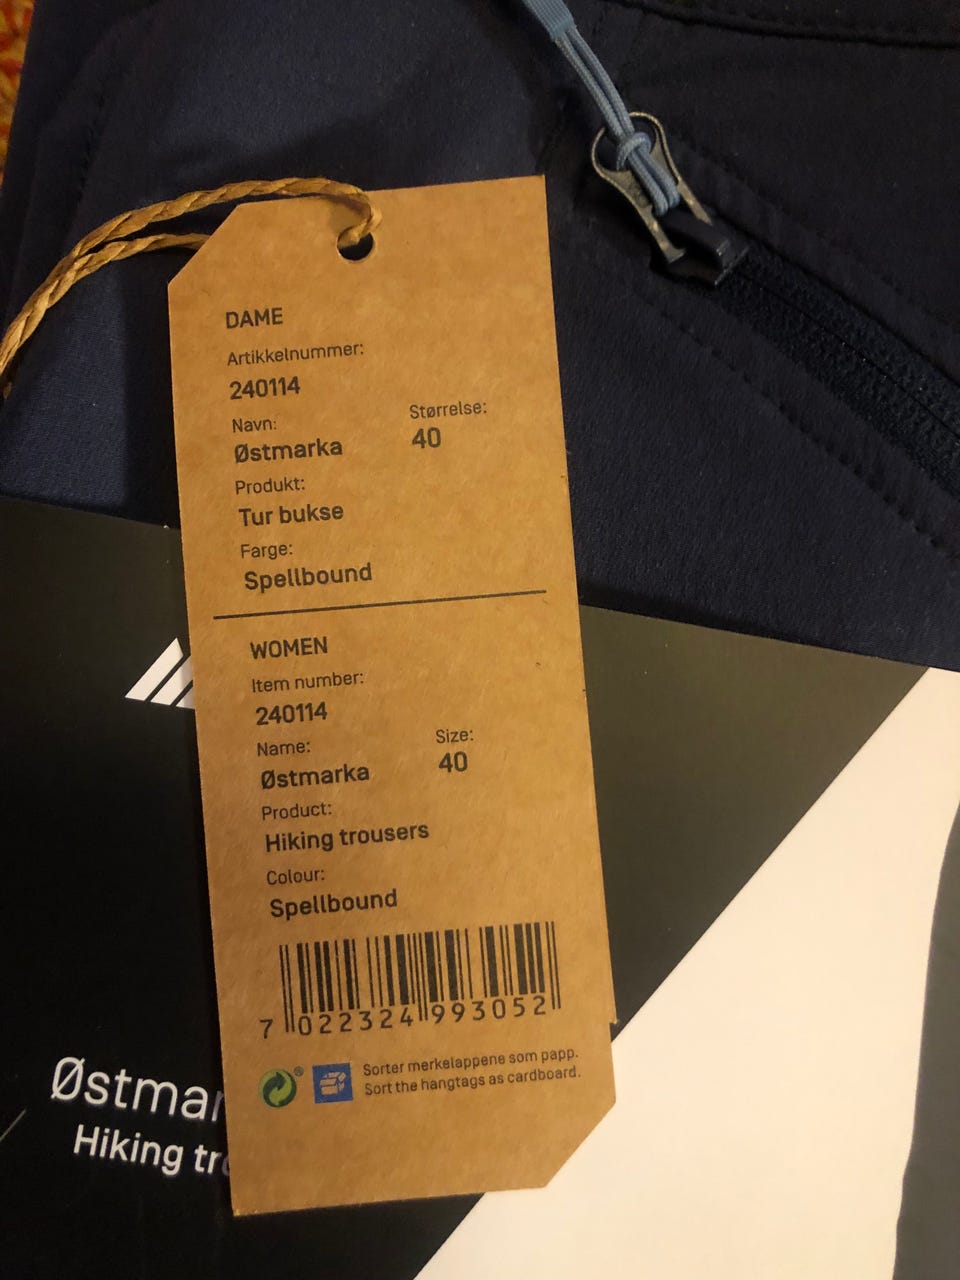 DAME
Artikkelnummer:
240114
Navn: Størrelse:
Østmarka 40
Produkt:
Tur bukse
Farge:
Spellbound
WOMEN
Item number:
240114
Name: Size:
Østmarka 40
Product:
Hiking trousers
Colour:
Spellbound
7 022324 993052
Sorter merkelappene som papp.
Sort the hangtags as cardboard.
Østmar
Hiking tro